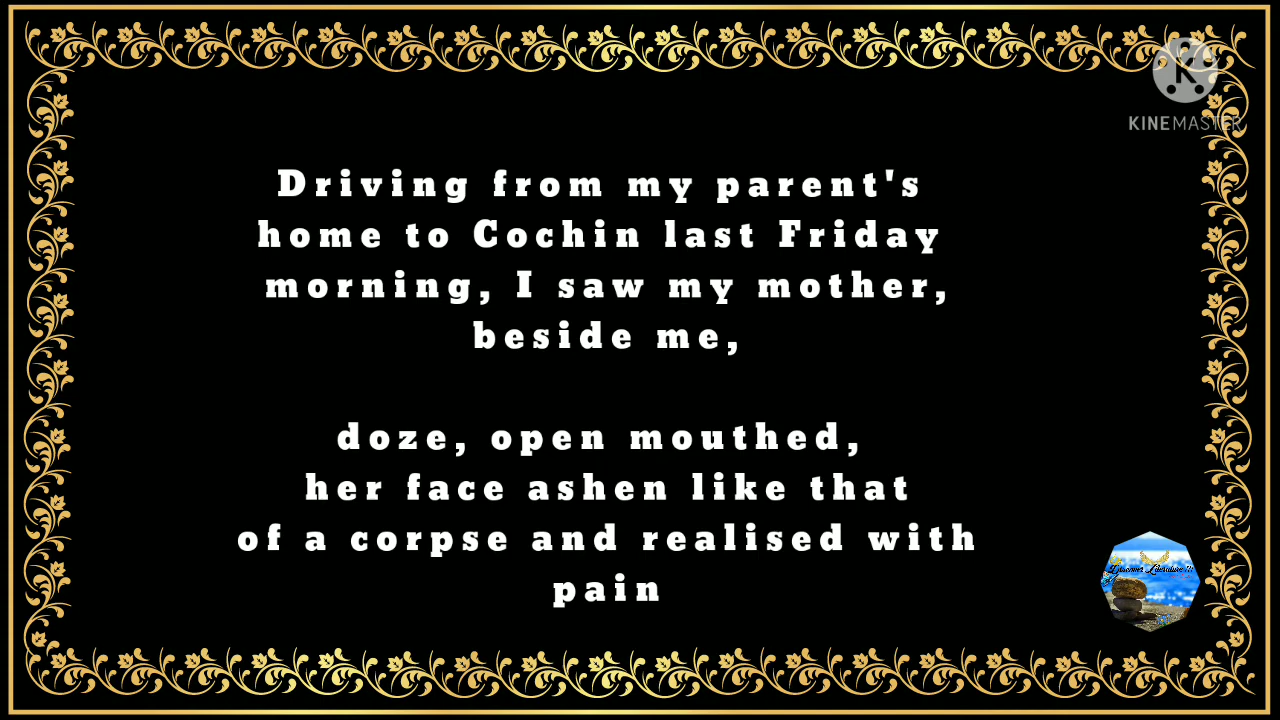 KINEMASTER
Driving from my parent's
home to Cochin last Friday
morning, I saw my mother,
beside me,
doze, open mouthed,
her face ashen like that
of a corpse and realised with
pain